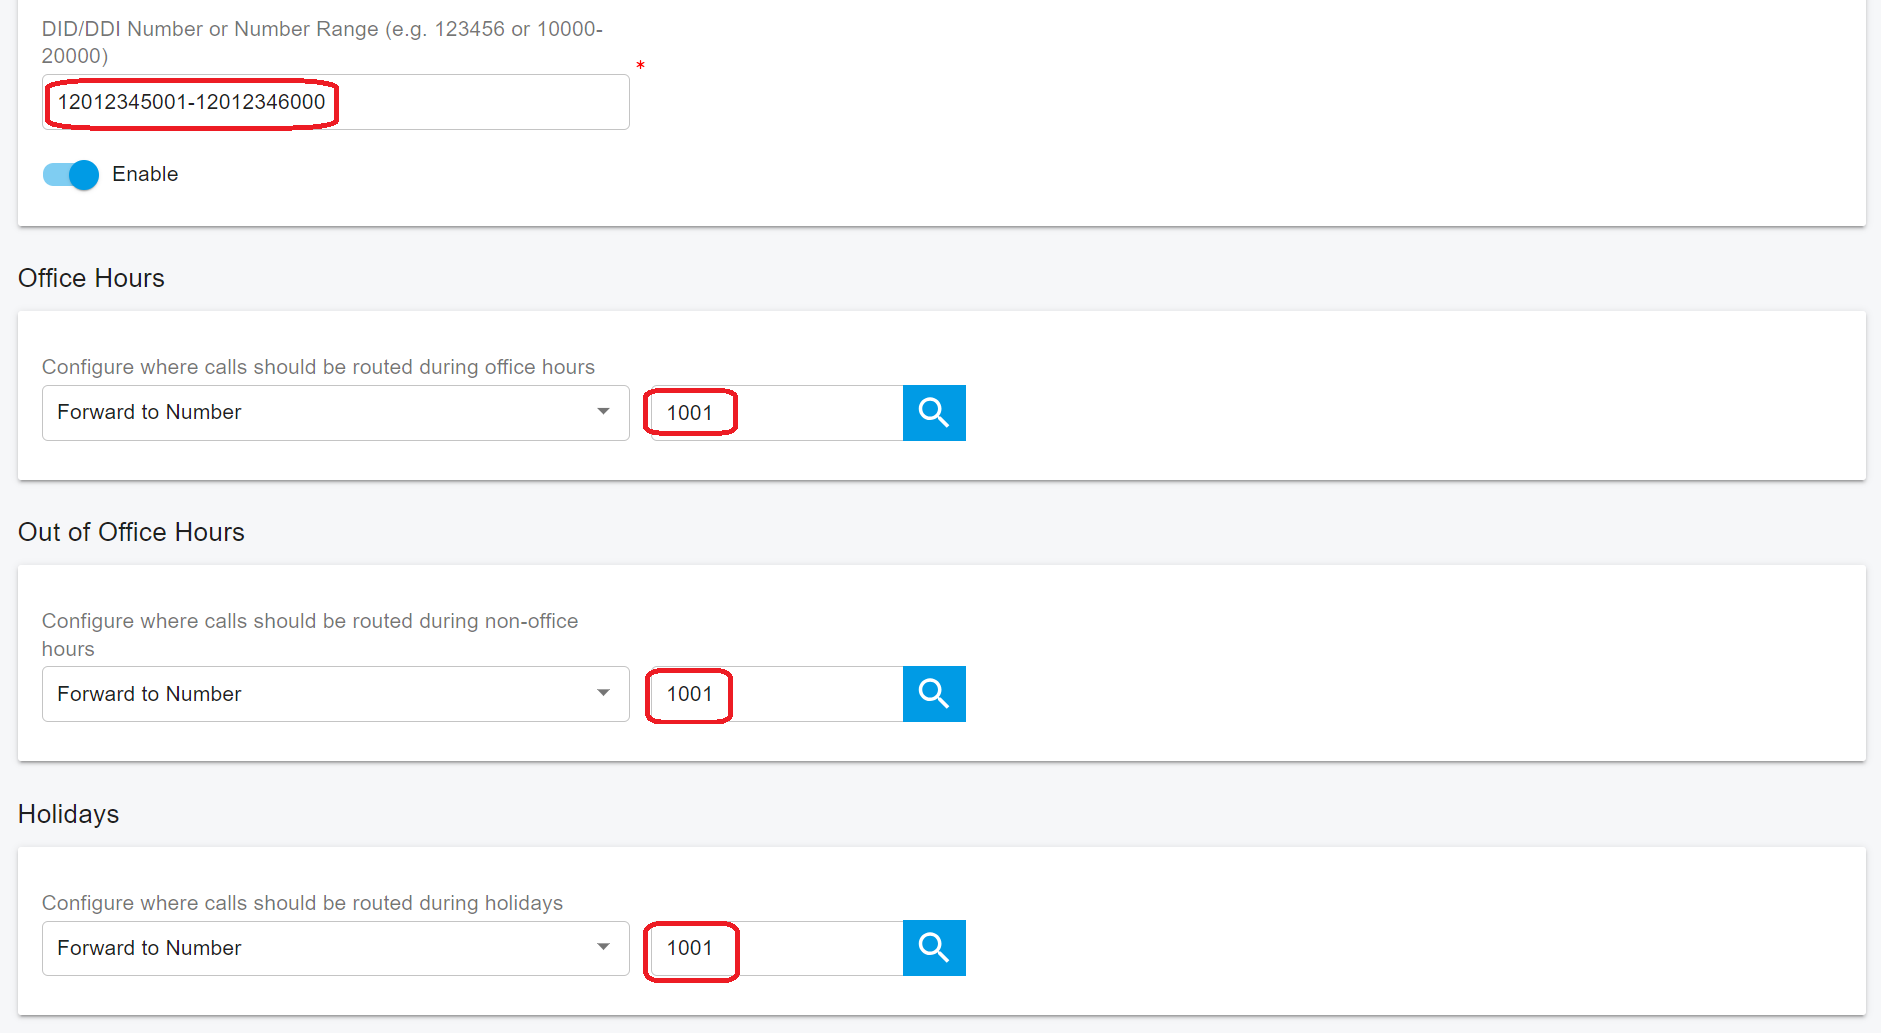 DID/DDI Number or Number Range (e.g. 123456 or 10000-
20000)
*
12012345001-12012346000
Enable
Office Hours
Configure where calls should be routed during office hours
Forward to Number
1001
Out of Office Hours
Configure where calls should be routed during non-office
hours
Forward to Number
1001
Holidays
Configure where calls should be routed during holidays
Forward to Number
1001